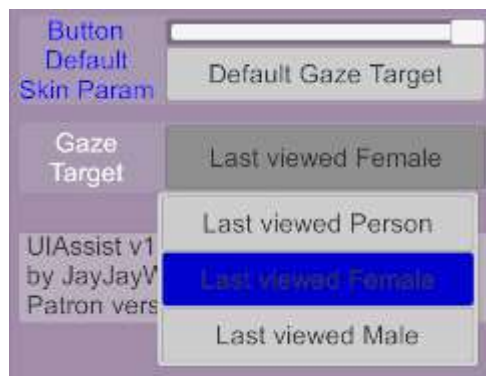 Button
Default
Skin Param
Default Gaze Target
Gaze
Target
Last viewed Female
Last viewed Person
Last viewed Female
Last viewed Male
UIAssist v1
by JayJayW
Patron vers